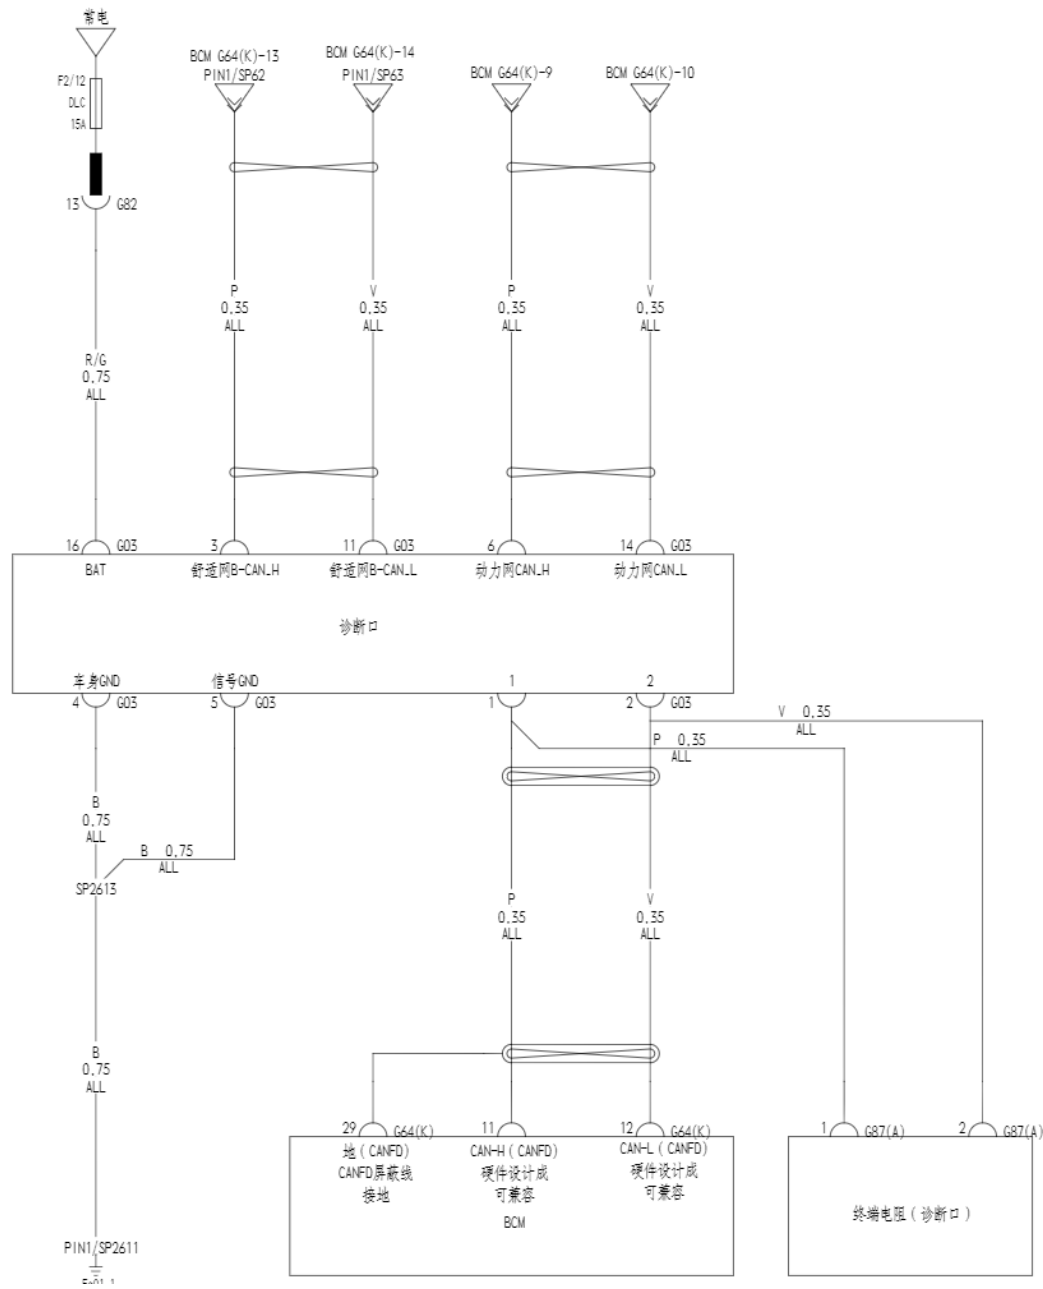 常电
BCM G64(K)-13
PIN1/SP62
BCM G64(K)-14
PIN1/SP63
BCM G64(K)-9
BCM G64(K)-10
F2/12
DLC
15A
13
G82
P
0.35
ALL
V
0.35
ALL
P
0.35
ALL
V
0.35
ALL
R/G
0.75
ALL
16
G03
3
11
G03
6
14
G03
BAT
舒适网B-CAN_H
舒适网B-CAN_L
动力网CAN_H
动力网CAN_L
诊断口
车身GND
信号GND
1
2
4
G03
5
G03
1
2
G03
V 0.35
ALL
P 0.35
ALL
B
0.75
ALL
B 0.75
ALL
SP2613
P
0.35
ALL
V
0.35
ALL
B
0.75
ALL
29
G64(K)
11
12
G64(K)
1
G87(A)
2
G87(A)
地(CANFD)
CANFD屏蔽线
接地
CAN-H(CANFD)
硬件设计成
可兼容
CAN-L(CANFD)
硬件设计成
可兼容
BCM
终端电阻(诊断口)
PIN1/SP2611